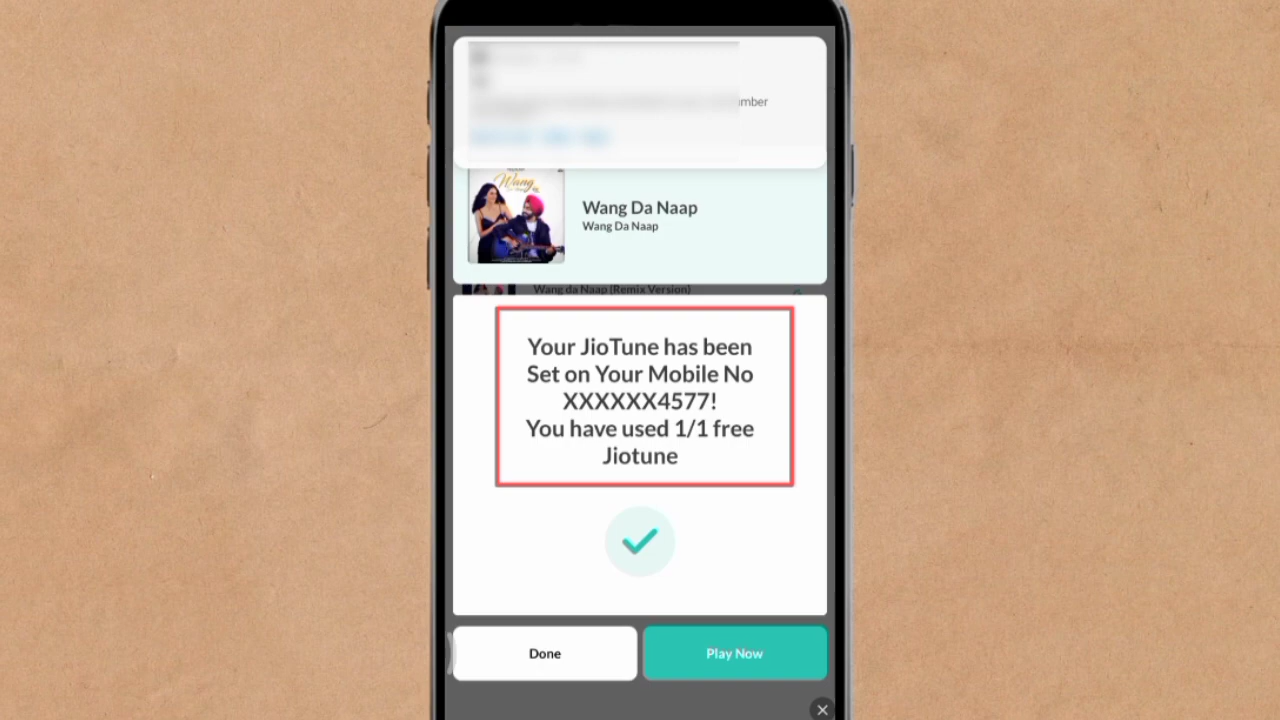 Wang
Wang Da Naap
Wang Da Naap
Wang da Naap (Remix Version)
Your JioTune has been
Set on Your Mobile No
XXXXXX4577!
You have used 1/1 free
Jiotune
Done
Play Now